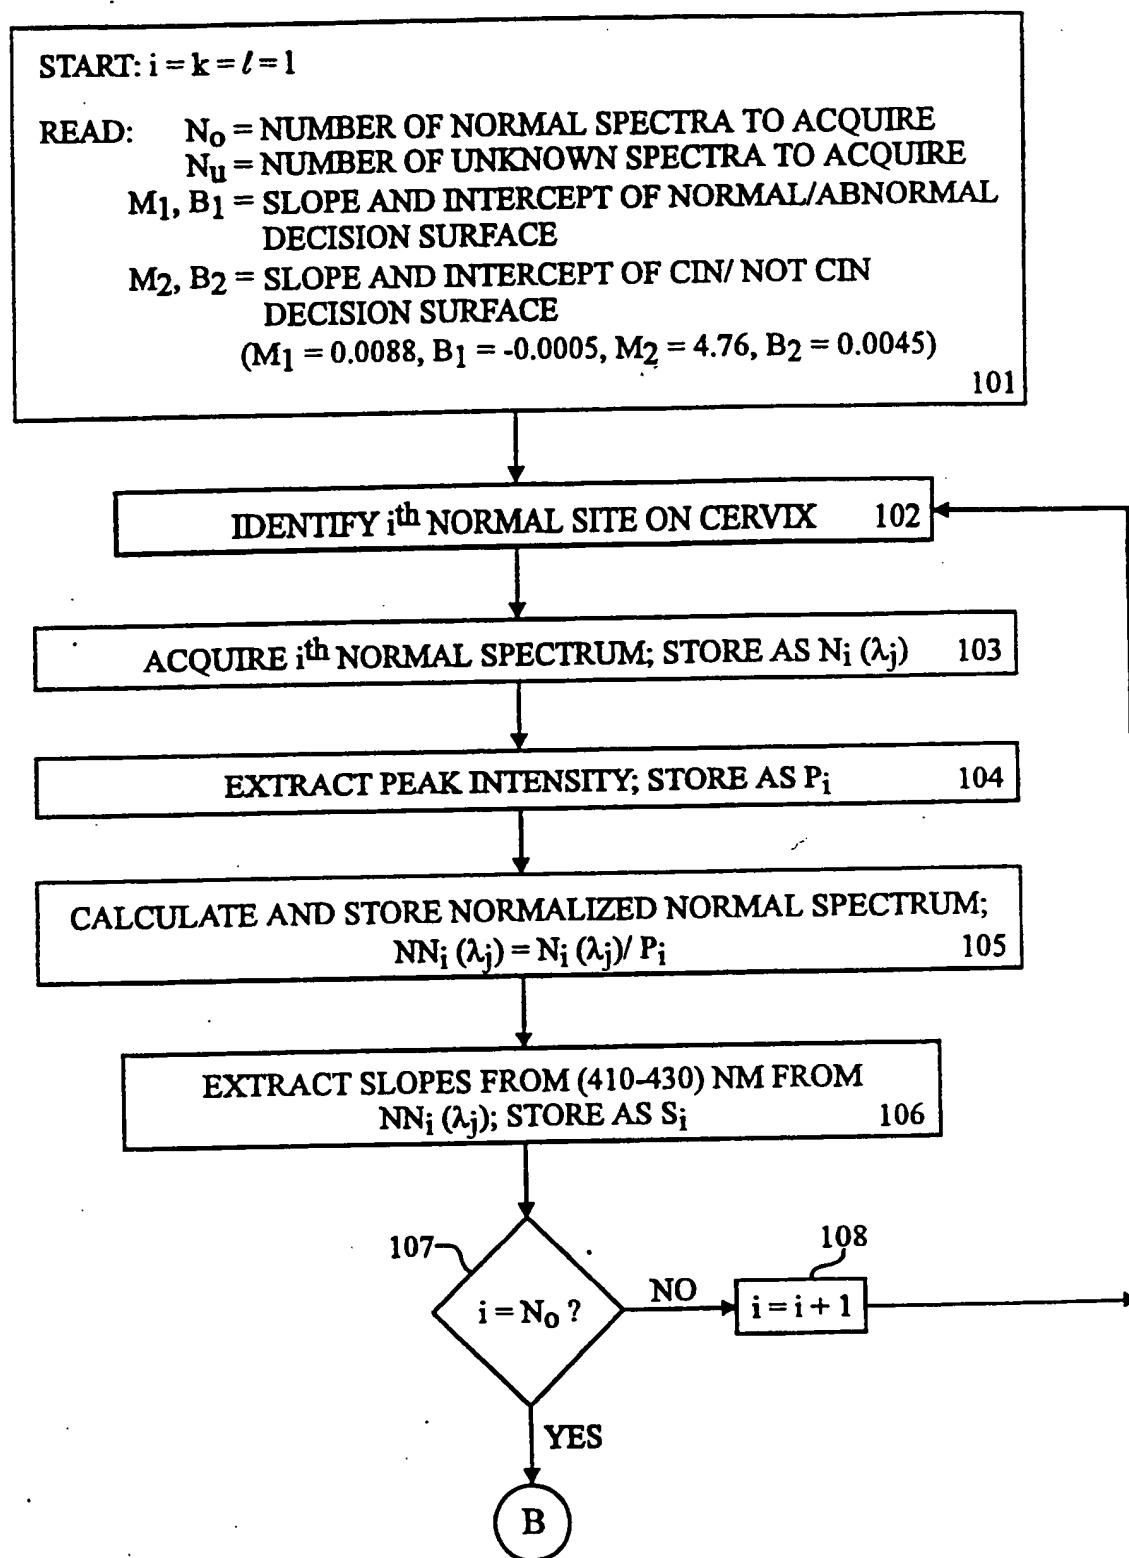 START: i = k = ℓ = 1
READ: No = NUMBER OF NORMAL SPECTRA TO ACQUIRE
Nu = NUMBER OF UNKNOWN SPECTRA TO ACQUIRE
M1, B1 = SLOPE AND INTERCEPT OF NORMAL/ABNORMAL
DECISION SURFACE
M2, B2 = SLOPE AND INTERCEPT OF CIN/ NOT CIN
DECISION SURFACE
(M1 = 0.0088, B1 = -0.0005, M2 = 4.76, B2 = 0.0045)
101
IDENTIFY ith NORMAL SITE ON CERVIX 102
ACQUIRE ith NORMAL SPECTRUM; STORE AS Ni (λj) 103
EXTRACT PEAK INTENSITY; STORE AS Pi 104
CALCULATE AND STORE NORMALIZED NORMAL SPECTRUM;
NNi (λj) = Ni (λj)/ Pi 105
EXTRACT SLOPES FROM (410-430) NM FROM
NNi (λj); STORE AS Si 106
107
i = No ?
NO
108
i = i + 1
YES
B